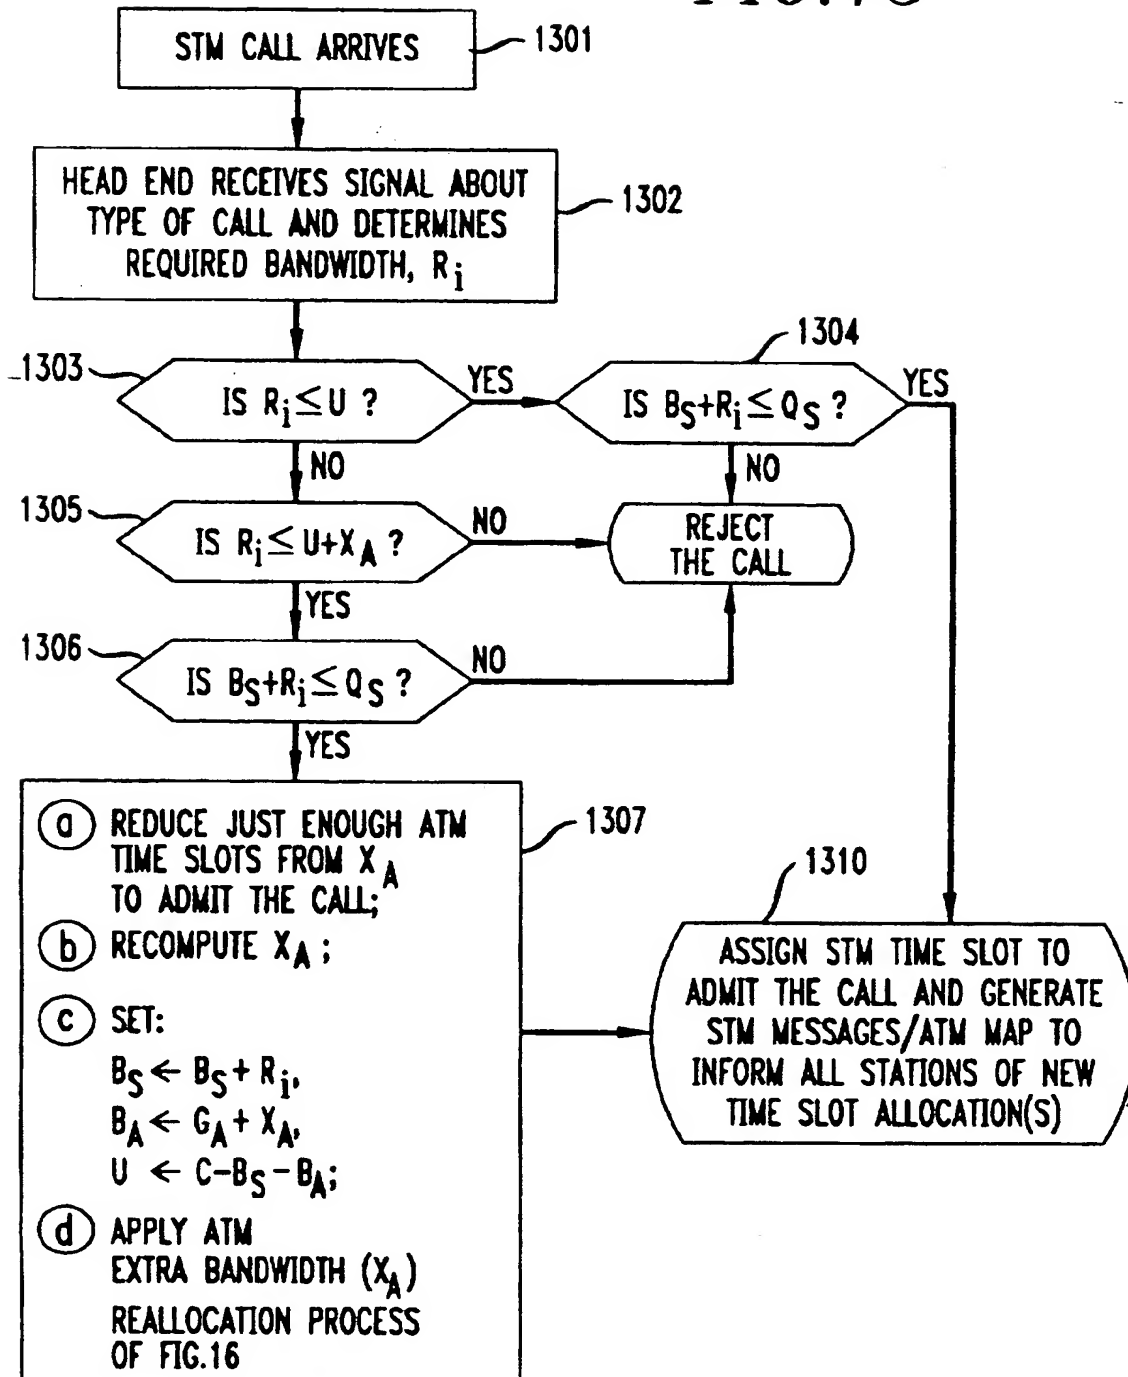 STM CALL ARRIVES
1301
HEAD END RECEIVES SIGNAL ABOUT
TYPE OF CALL AND DETERMINES
REQUIRED BANDWIDTH, Ri
1302
1303
IS Ri ≤ U ?
YES
1304
IS BS+Ri ≤ QS ?
YES
NO
NO
1305
IS Ri ≤ U+XA ?
NO
REJECT
THE CALL
YES
1306
IS BS+Ri ≤ QS ?
NO
YES
1307
a REDUCE JUST ENOUGH ATM
TIME SLOTS FROM XA
TO ADMIT THE CALL;
b RECOMPUTE XA ;
c SET:
BS ← BS + Ri,
BA ← GA + XA,
U ← C-BS-BA;
d APPLY ATM
EXTRA BANDWIDTH (XA)
REALLOCATION PROCESS
OF FIG.16
1310
ASSIGN STM TIME SLOT TO
ADMIT THE CALL AND GENERATE
STM MESSAGES/ATM MAP TO
INFORM ALL STATIONS OF NEW
TIME SLOT ALLOCATION(S)